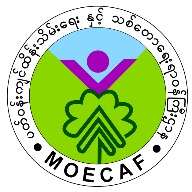 ပတ်ဝန်းကျင်ထိန်းသိမ်းရေး နှင့် သစ်တောရေးရာဝန်ကြီးဌာန
MOECAF